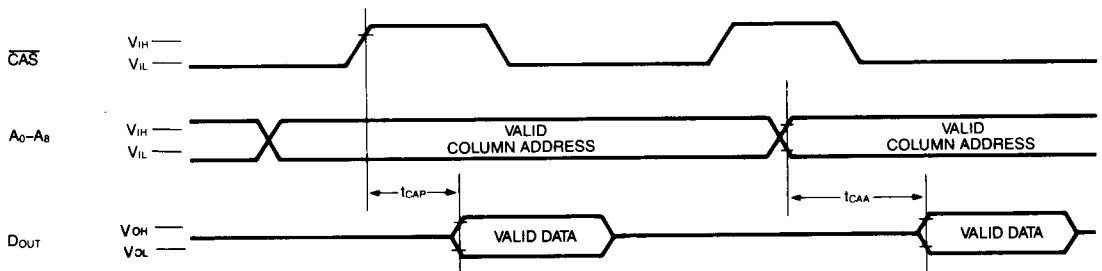 CAS
VIH
VIL
A0–A8
VIH
VIL
VALID
COLUMN ADDRESS
VALID
COLUMN ADDRESS
tCAP
tCAA
DOUT
VOH
VOL
VALID DATA
VALID DATA